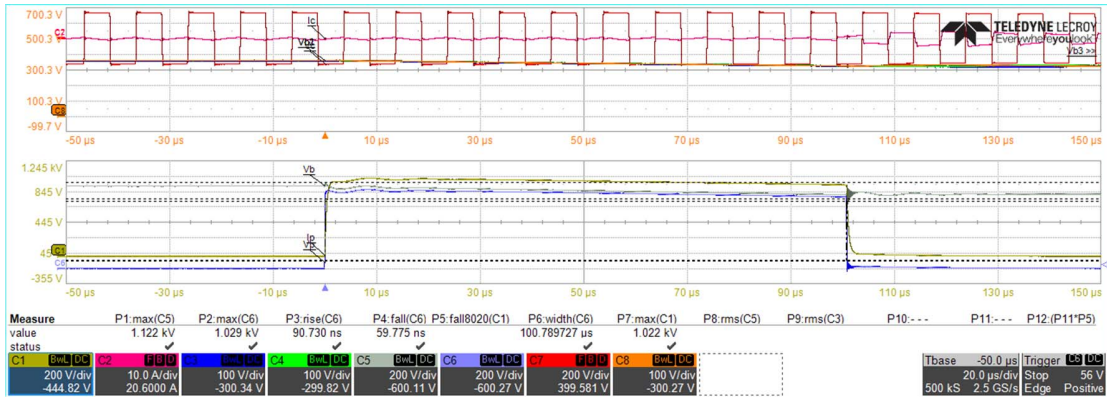 700.3 V
C2
500.3 V
300.3 V
100.3 V
C8
-99.7 V
Ic
TELEDYNE LECROY
Everywhereyoulook
Vb3 >>
-50 µs -30 µs -10 µs 10 µs 30 µs 50 µs 70 µs 90 µs 110 µs 130 µs 150 µs
1.245 kV
845 V
445 V
45
C1
C6
-355 V
Vb
-50 µs -30 µs -10 µs 10 µs 30 µs 50 µs 70 µs 90 µs 110 µs 130 µs 150 µs
Measure P1:max(C5) P2:max(C6) P3:rise(C6) P4:fall(C6) P5:fall8020(C1) P6:width(C6) P7:max(C1) P8:rms(C5) P9:rms(C3) P10:- - - P11:- - - P12:(P11*P5)
value 1.122 kV 1.029 kV 90.730 ns 59.775 ns 100.789727 us 1.022 kV
status
C1 BwL DC C2 F B D BwL DC C4 BwL DC C5 BwL DC C6 BwL DC C7 F B D C8 BwL DC
200 V/div 10.0 A/div 100 V/div 100 V/div 200 V/div 200 V/div 200 V/div 100 V/div
-444.82 V 20.6000 A -300.34 V -299.82 V -600.11 V -600.27 V 399.581 V -300.27 V
Tbase -50.0 µs Trigger C6 DC
20.0 µs/div Stop 56 V
500 kS 2.5 GS/s Edge Positive